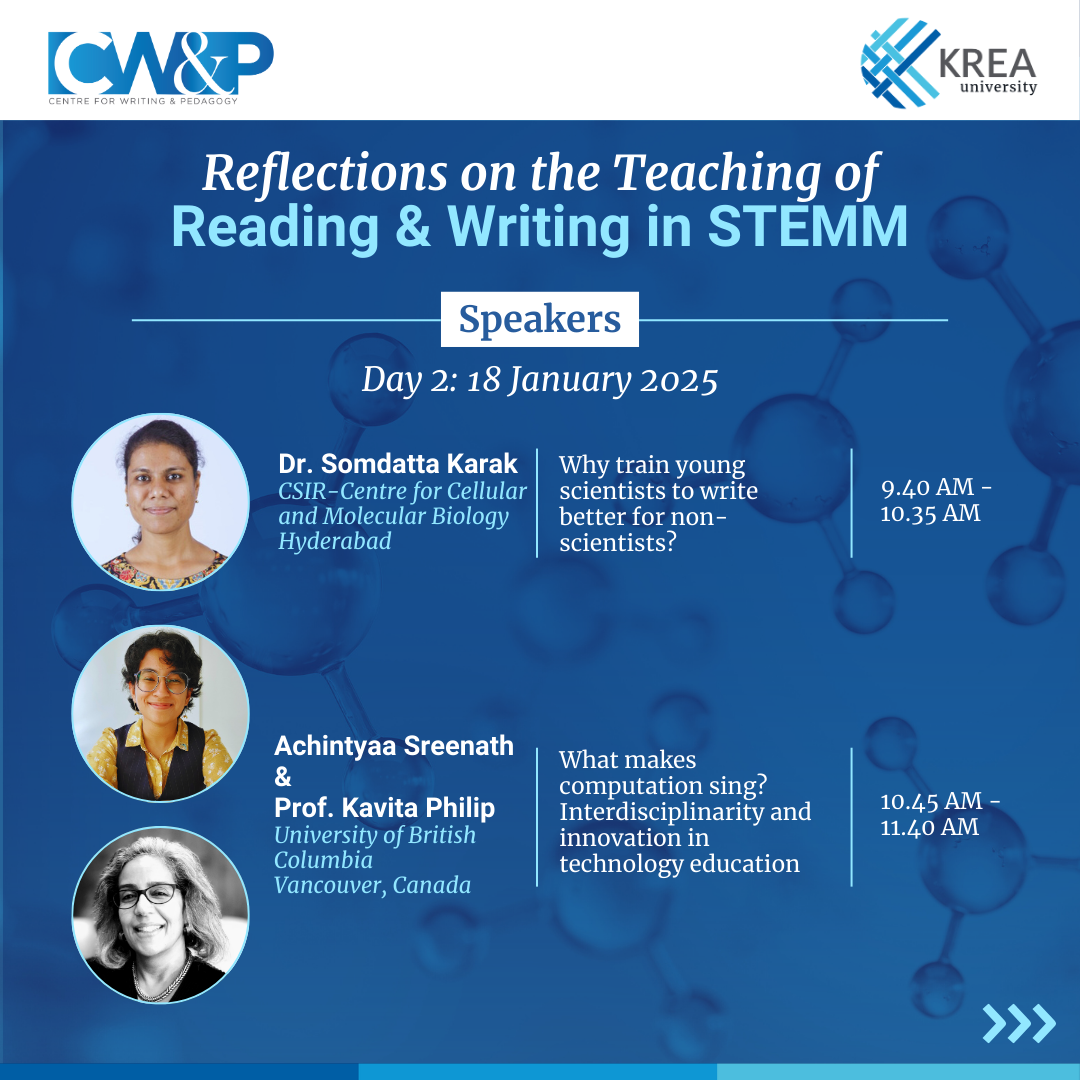 CW&P
CENTRE FOR WRITING & PEDAGOGY
KREA
university
Reflections on the Teaching of
Reading & Writing in STEMM
Speakers
Day 2: 18 January 2025
Dr. Somdatta Karak
CSIR-Centre for Cellular
and Molecular Biology
Hyderabad
Why train young
scientists to write
better for non-
scientists?
9.40 AM -
10.35 AM
Achintyaa Sreenath
&
Prof. Kavita Philip
University of British
Columbia
Vancouver, Canada
What makes
computation sing?
Interdisciplinarity and
innovation in
technology education
10.45 AM -
11.40 AM